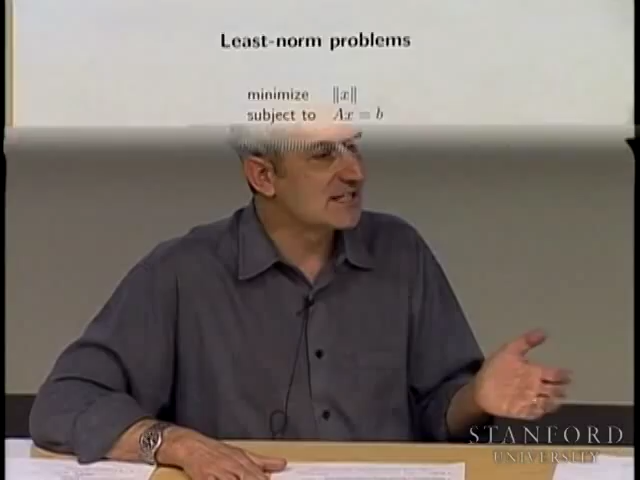 Least-norm problems
minimize ‖x‖
subject to Ax = b
STANFORD
UNIVERSITY